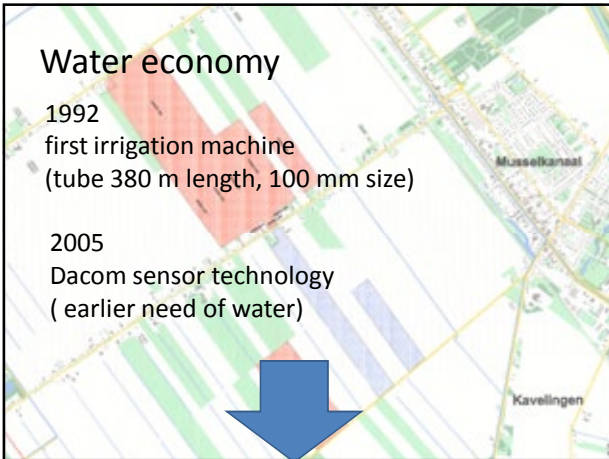 Water economy
1992
first irrigation machine
(tube 380 m length, 100 mm size)
2005
Dacom sensor technology
( earlier need of water)
Musselkanaal
Kavelingen